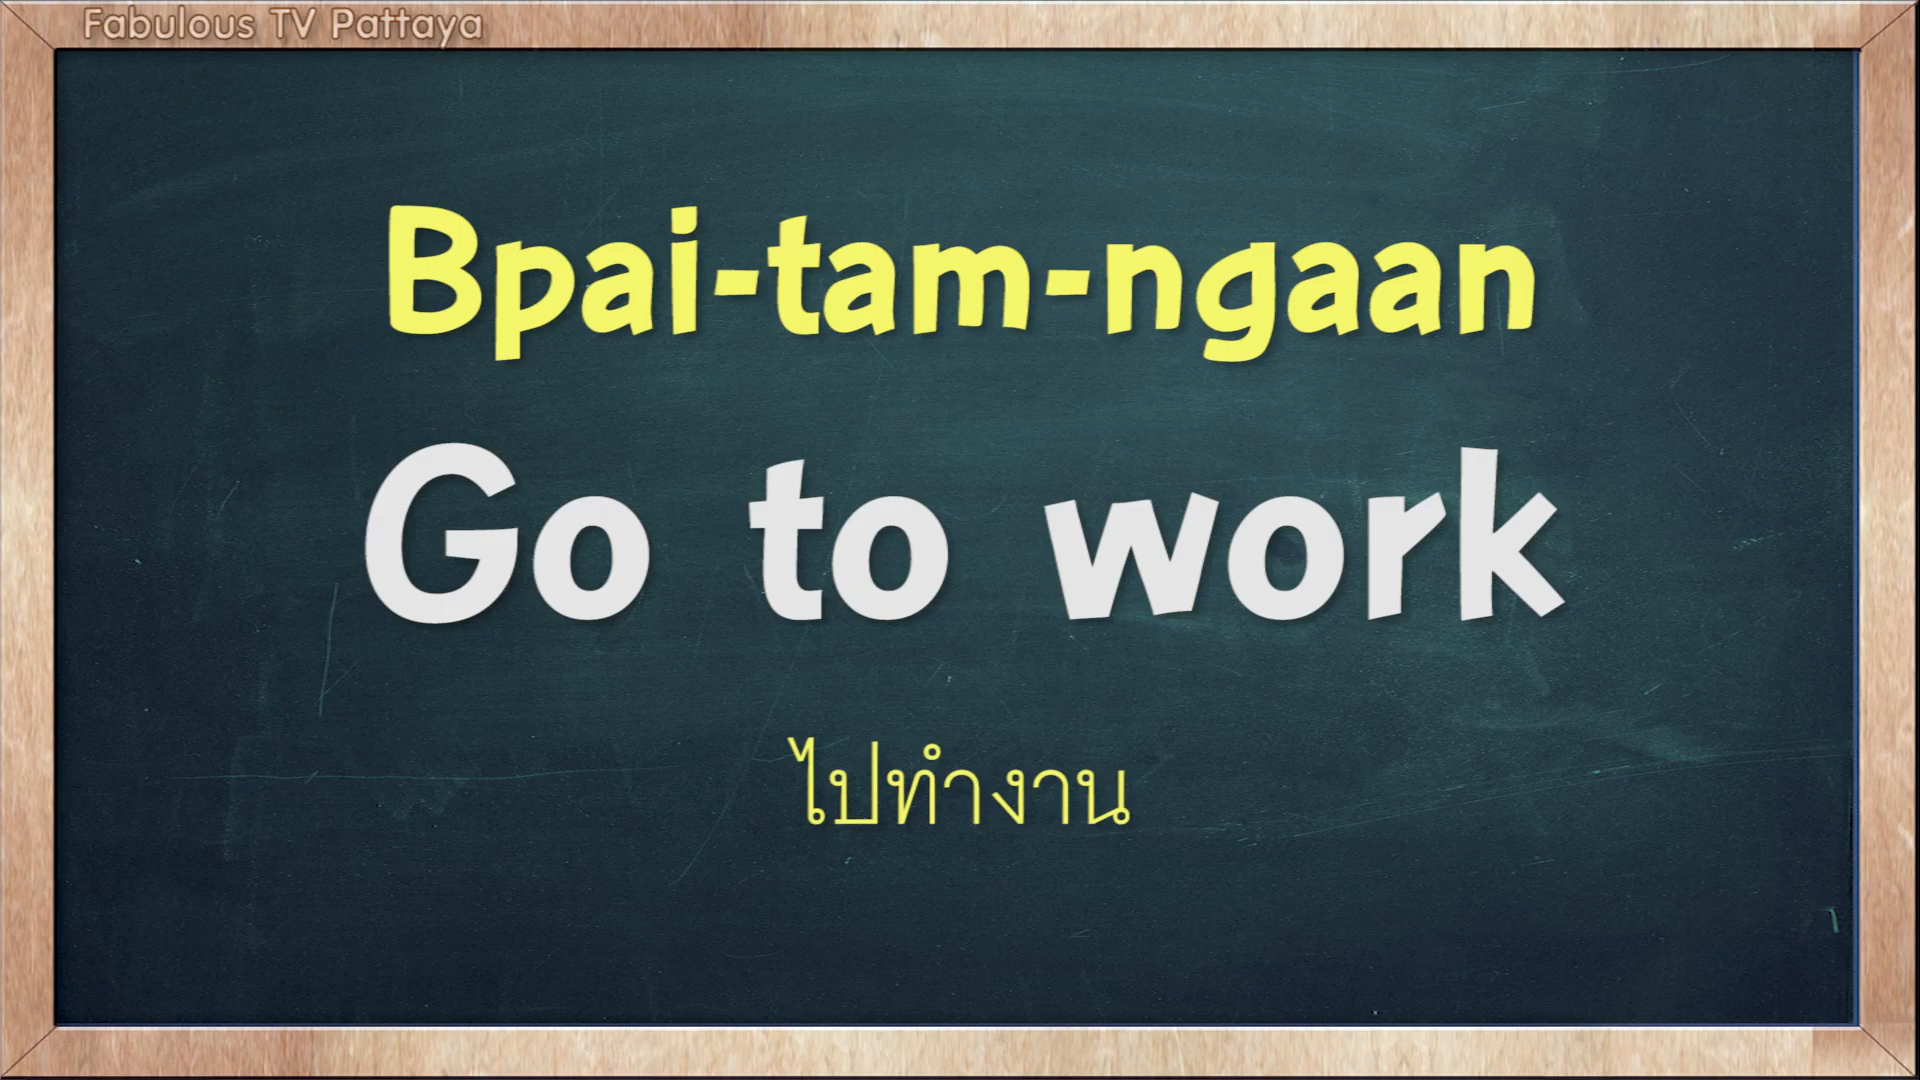 Fabulous TV Pattaya
Bpai-tam-ngaan
Go to work
ไปทำงาน